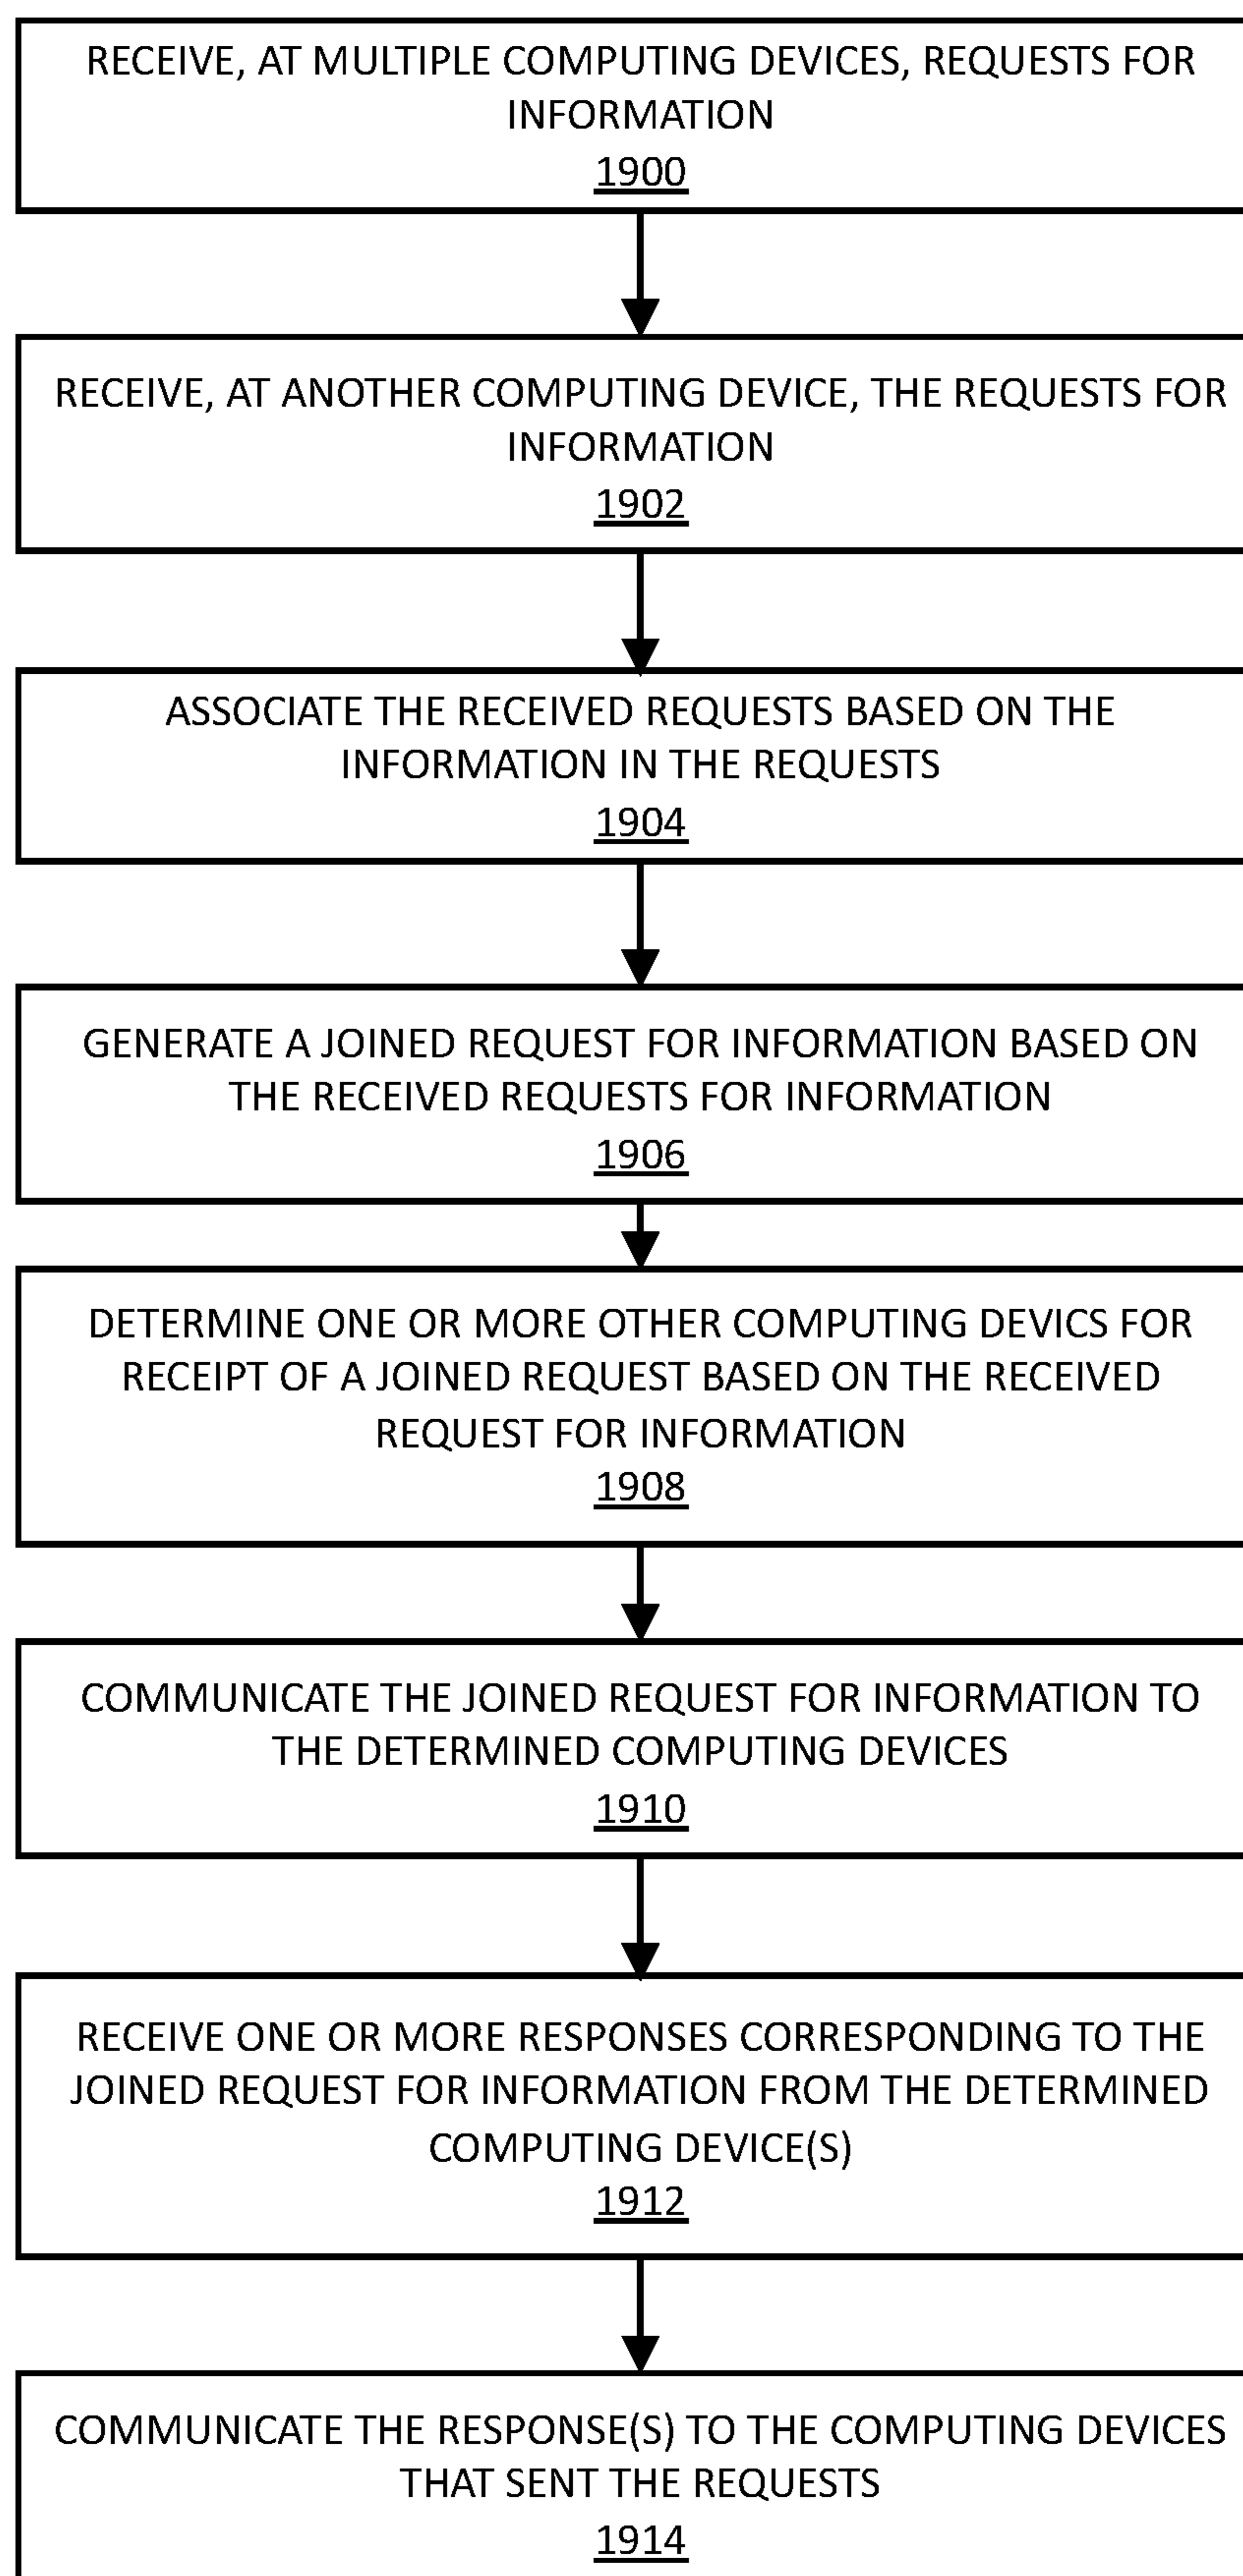 RECEIVE, AT MULTIPLE COMPUTING DEVICES, REQUESTS FOR
INFORMATION
1900
RECEIVE, AT ANOTHER COMPUTING DEVICE, THE REQUESTS FOR
INFORMATION
1902
ASSOCIATE THE RECEIVED REQUESTS BASED ON THE
INFORMATION IN THE REQUESTS
1904
GENERATE A JOINED REQUEST FOR INFORMATION BASED ON
THE RECEIVED REQUESTS FOR INFORMATION
1906
DETERMINE ONE OR MORE OTHER COMPUTING DEVICS FOR
RECEIPT OF A JOINED REQUEST BASED ON THE RECEIVED
REQUEST FOR INFORMATION
1908
COMMUNICATE THE JOINED REQUEST FOR INFORMATION TO
THE DETERMINED COMPUTING DEVICES
1910
RECEIVE ONE OR MORE RESPONSES CORRESPONDING TO THE
JOINED REQUEST FOR INFORMATION FROM THE DETERMINED
COMPUTING DEVICE(S)
1912
COMMUNICATE THE RESPONSE(S) TO THE COMPUTING DEVICES
THAT SENT THE REQUESTS
1914